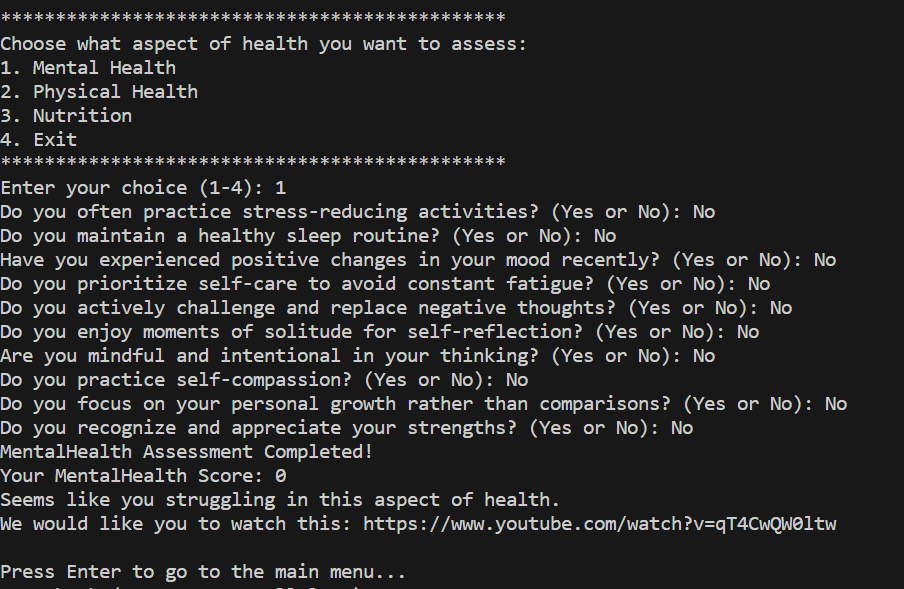 **********************************************
Choose what aspect of health you want to assess:
1. Mental Health
2. Physical Health
3. Nutrition
4. Exit
**********************************************
Enter your choice (1-4): 1
Do you often practice stress-reducing activities? (Yes or No): No
Do you maintain a healthy sleep routine? (Yes or No): No
Have you experienced positive changes in your mood recently? (Yes or No): No
Do you prioritize self-care to avoid constant fatigue? (Yes or No): No
Do you actively challenge and replace negative thoughts? (Yes or No): No
Do you enjoy moments of solitude for self-reflection? (Yes or No): No
Are you mindful and intentional in your thinking? (Yes or No): No
Do you practice self-compassion? (Yes or No): No
Do you focus on your personal growth rather than comparisons? (Yes or No): No
Do you recognize and appreciate your strengths? (Yes or No): No
MentalHealth Assessment Completed!
Your MentalHealth Score: 0
Seems like you struggling in this aspect of health.
We would like you to watch this: https://www.youtube.com/watch?v=qT4CwQW0ltw
Press Enter to go to the main menu...